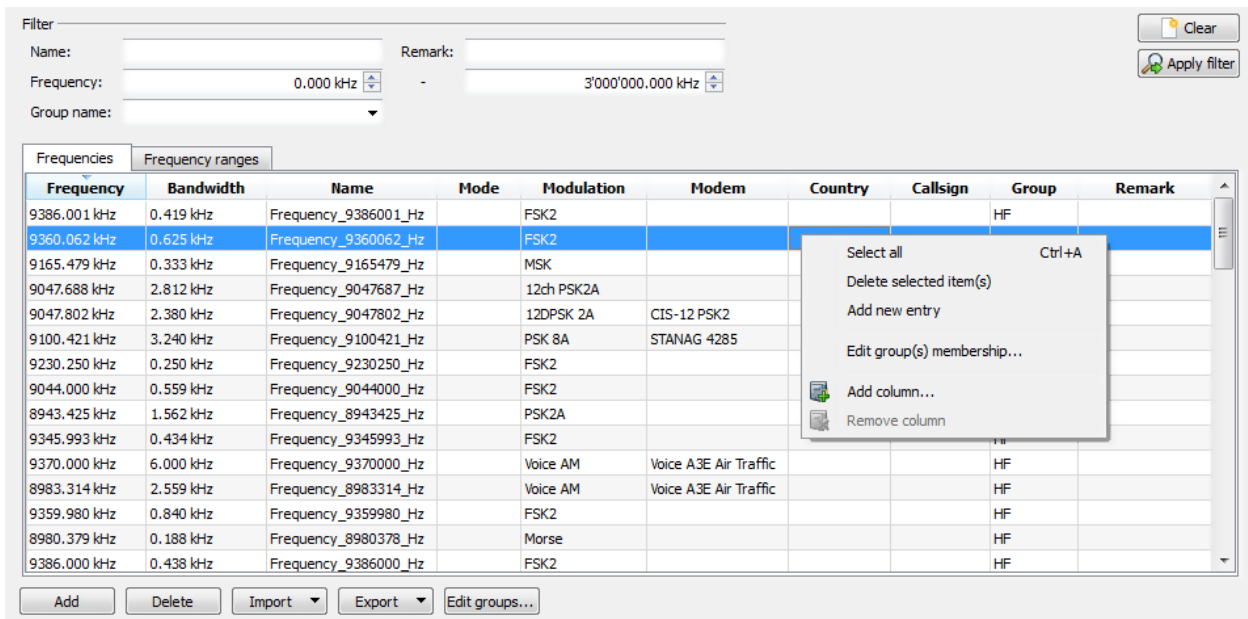 Filter
Clear
Name: Remark:
Apply filter
Frequency: 0.000 kHz - 3'000'000.000 kHz
Group name:
Frequencies Frequency ranges
Frequency Bandwidth Name Mode Modulation Modem Country Callsign Group Remark
9386.001 kHz 0.419 kHz Frequency_9386001_Hz FSK2 HF
9360.062 kHz 0.625 kHz Frequency_9360062_Hz FSK2
Select all Ctrl+A
9165.479 kHz 0.333 kHz Frequency_9165479_Hz MSK
Delete selected item(s)
9047.688 kHz 2.812 kHz Frequency_9047687_Hz 12ch PSK2A
Add new entry
9047.802 kHz 2.380 kHz Frequency_9047802_Hz 12DPSK 2A CIS-12 PSK2
9100.421 kHz 3.240 kHz Frequency_9100421_Hz PSK 8A STANAG 4285
Edit group(s) membership...
9230.250 kHz 0.250 kHz Frequency_9230250_Hz FSK2
9044.000 kHz 0.559 kHz Frequency_9044000_Hz FSK2
Add column...
8943.425 kHz 1.562 kHz Frequency_8943425_Hz PSK2A
Remove column
9345.993 kHz 0.434 kHz Frequency_9345993_Hz FSK2
9370.000 kHz 6.000 kHz Frequency_9370000_Hz Voice AM Voice A3E Air Traffic HF
8983.314 kHz 2.559 kHz Frequency_8983314_Hz Voice AM Voice A3E Air Traffic HF
9359.980 kHz 0.840 kHz Frequency_9359980_Hz FSK2 HF
8980.379 kHz 0.188 kHz Frequency_8980378_Hz Morse HF
9386.000 kHz 0.438 kHz Frequency_9386000_Hz FSK2 HF
Add Delete Import Export Edit groups...